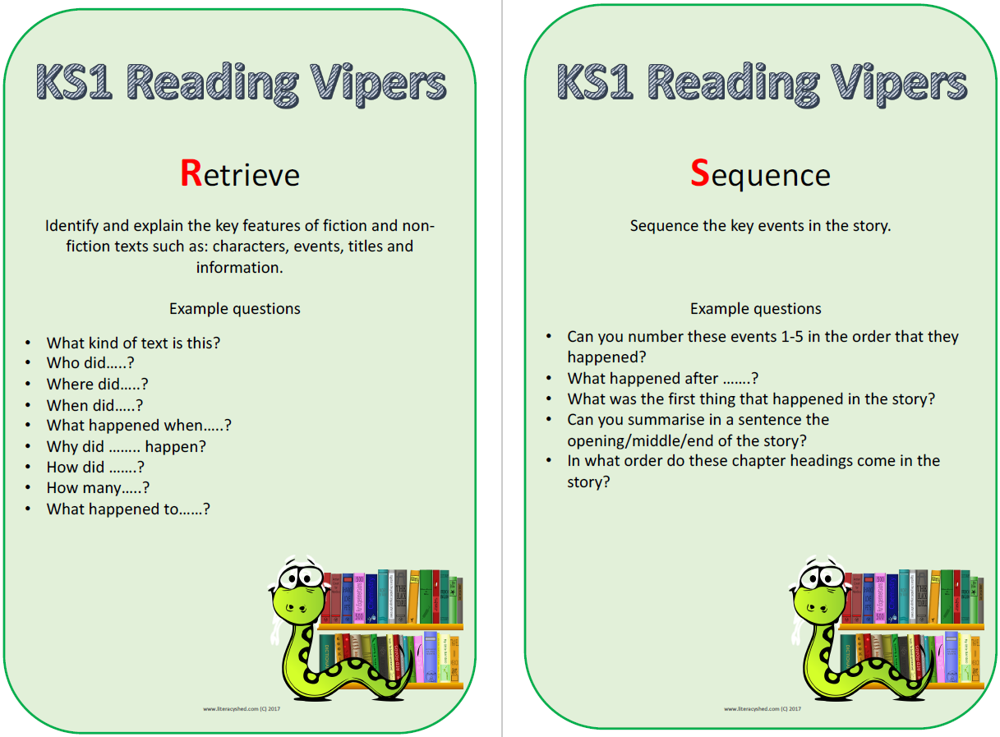 KS1 Reading Vipers
Retrieve
Identify and explain the key features of fiction and non-
fiction texts such as: characters, events, titles and
information.
Example questions
• What kind of text is this?
• Who did…..?
• Where did…..?
• When did…..?
• What happened when…..?
• Why did …….. happen?
• How did …….?
• How many…..?
• What happened to……?
www.literacyshed.com (C) 2017
KS1 Reading Vipers
Sequence
Sequence the key events in the story.
Example questions
• Can you number these events 1-5 in the order that they
happened?
• What happened after …….?
• What was the first thing that happened in the story?
• Can you summarise in a sentence the
opening/middle/end of the story?
• In what order do these chapter headings come in the
story?
www.literacyshed.com (C) 2017